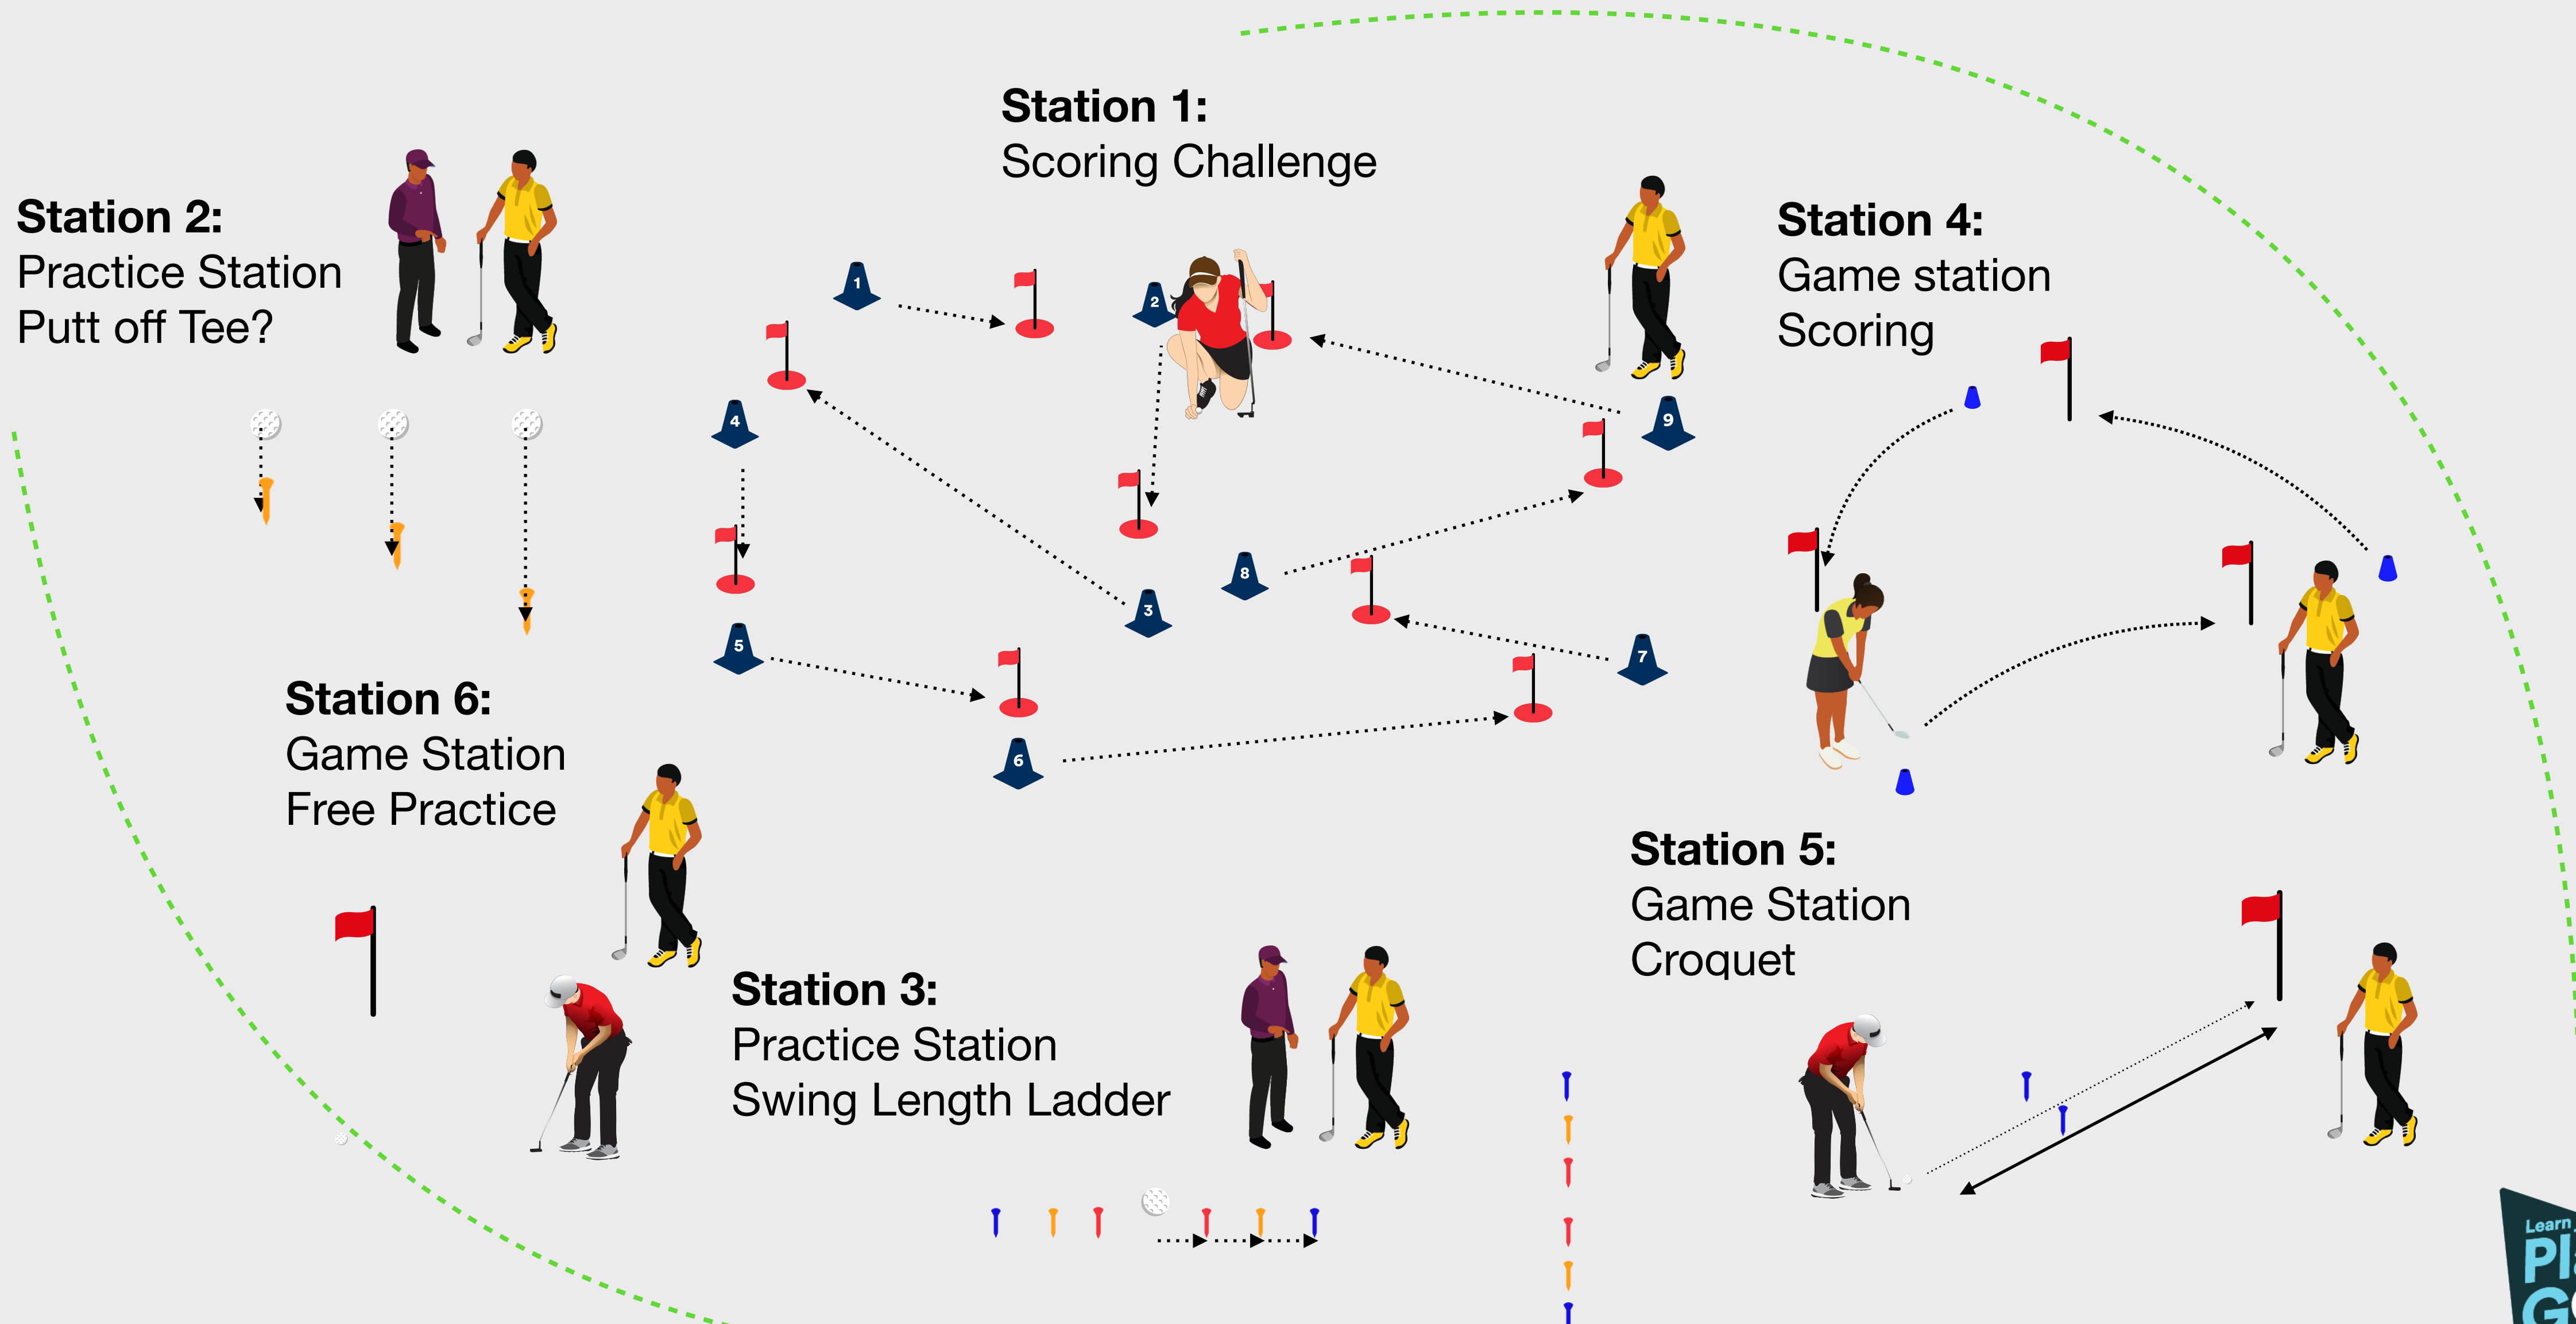 Station 1:
Scoring Challenge
Station 2:
Practice Station
Putt off Tee?
Station 4:
Game station
Scoring
1
2
4
9
8
3
5
7
6
Station 6:
Game Station
Free Practice
Station 5:
Game Station
Croquet
Station 3:
Practice Station
Swing Length Ladder
Learn